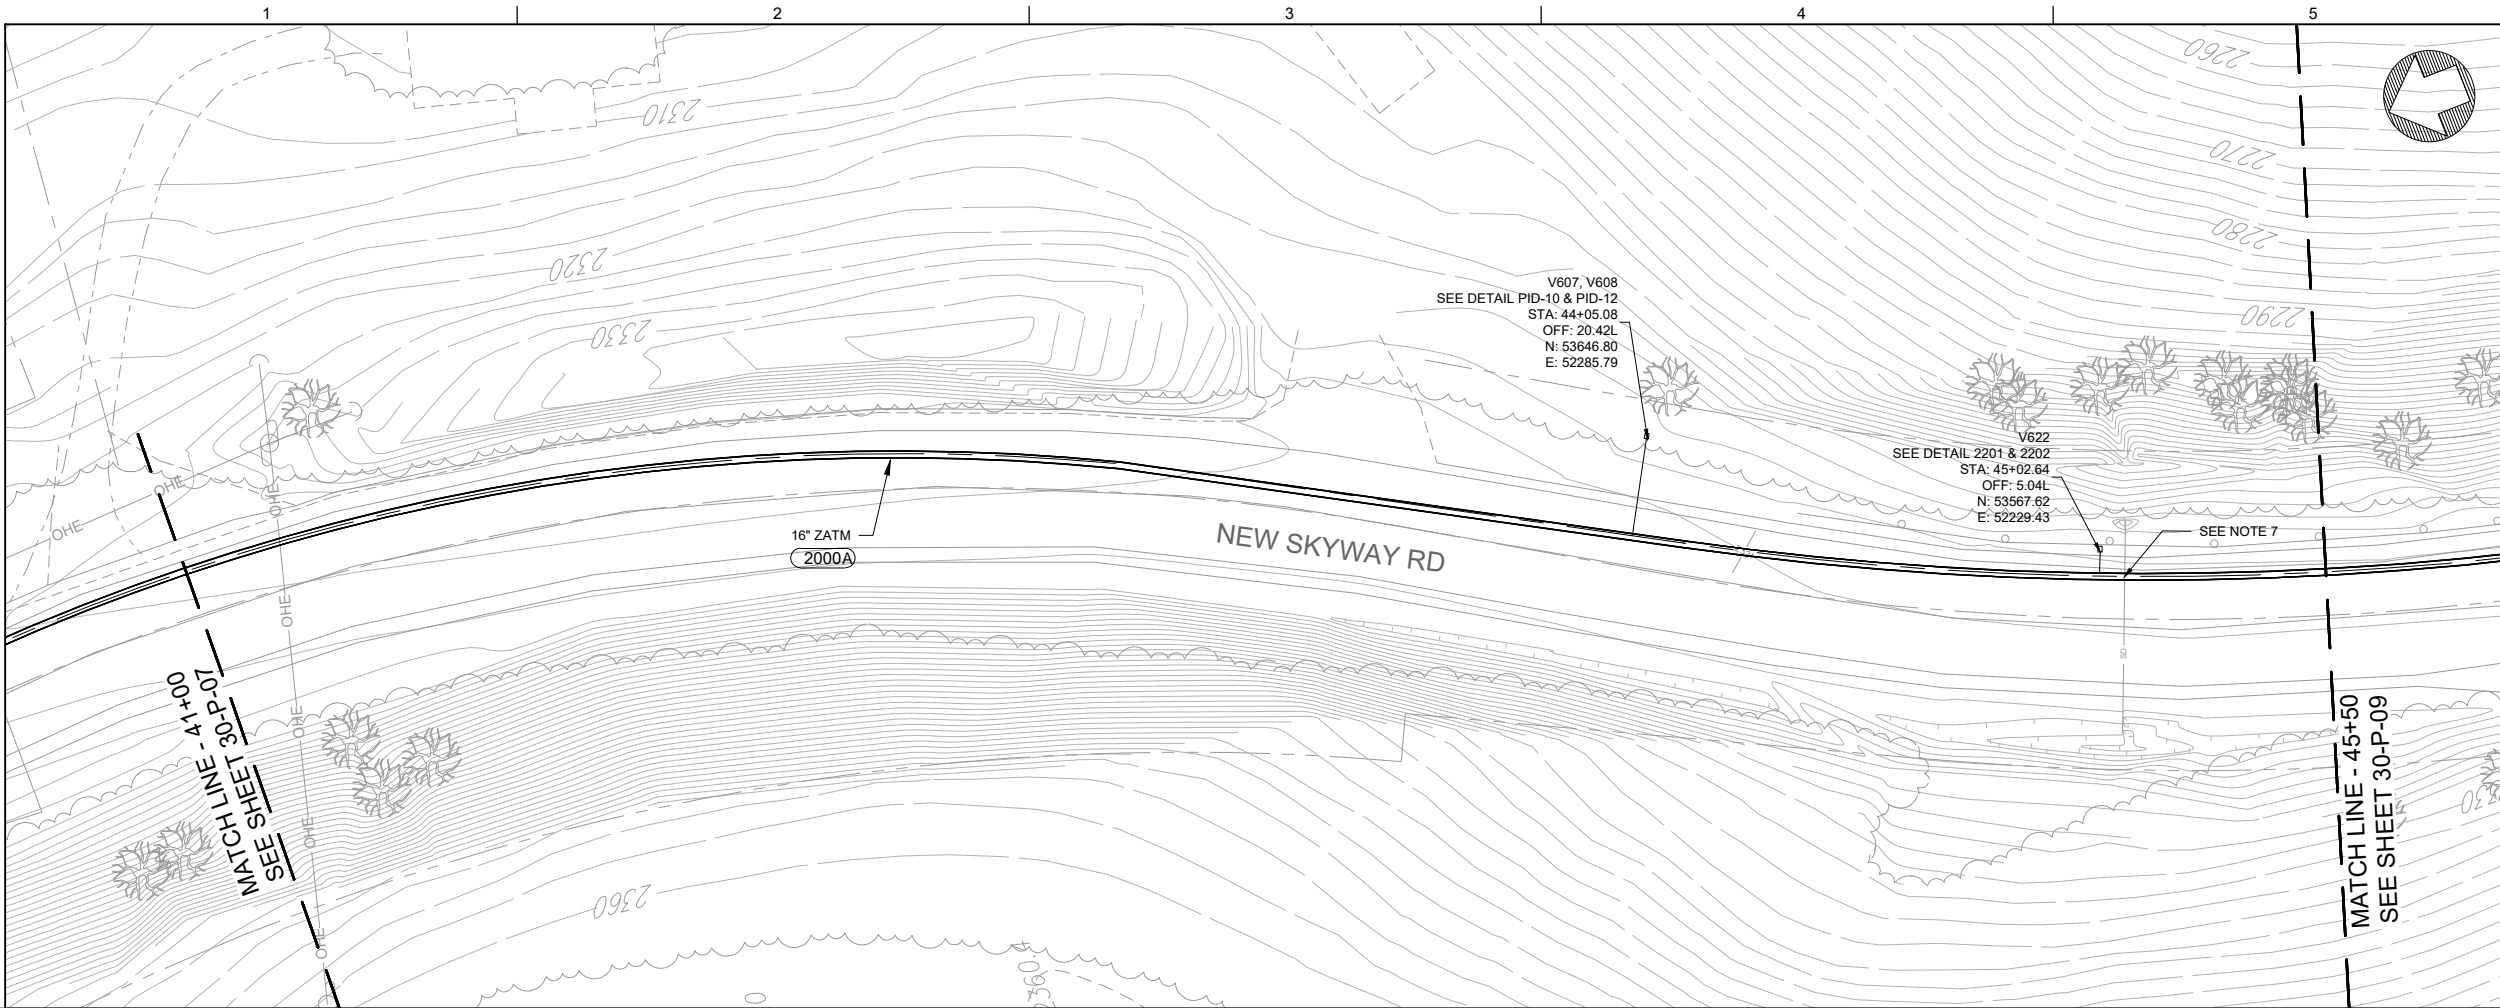 1
2
3
4
5
2260
2310
2270
2280
2320
2290
2330
V607, V608
SEE DETAIL PID-10 & PID-12
STA: 44+05.08
OFF: 20.42L
N: 53646.80
E: 52285.79
V622
SEE DETAIL 2201 & 2202
STA: 45+02.64
OFF: 5.04L
N: 53567.62
E: 52229.43
OHE
OHE
OHE
16" ZATM
2000A
NEW SKYWAY RD
SEE NOTE 7
OHE
SD
OHE
OHE
OHE
MATCH LINE - 41+00
SEE SHEET 30-P-07
MATCH LINE - 45+50
SEE SHEET 30-P-09
2360